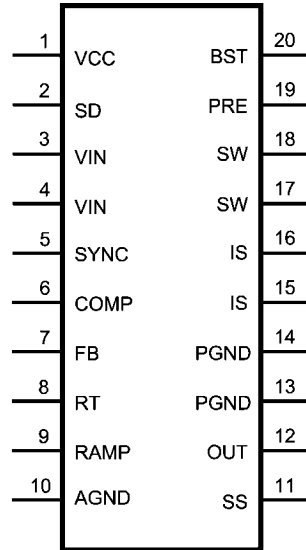 1 VCC BST 20
2 SD PRE 19
3 VIN SW 18
4 VIN SW 17
5 SYNC IS 16
6 COMP IS 15
7 FB PGND 14
8 RT PGND 13
9 RAMP OUT 12
10 AGND SS 11